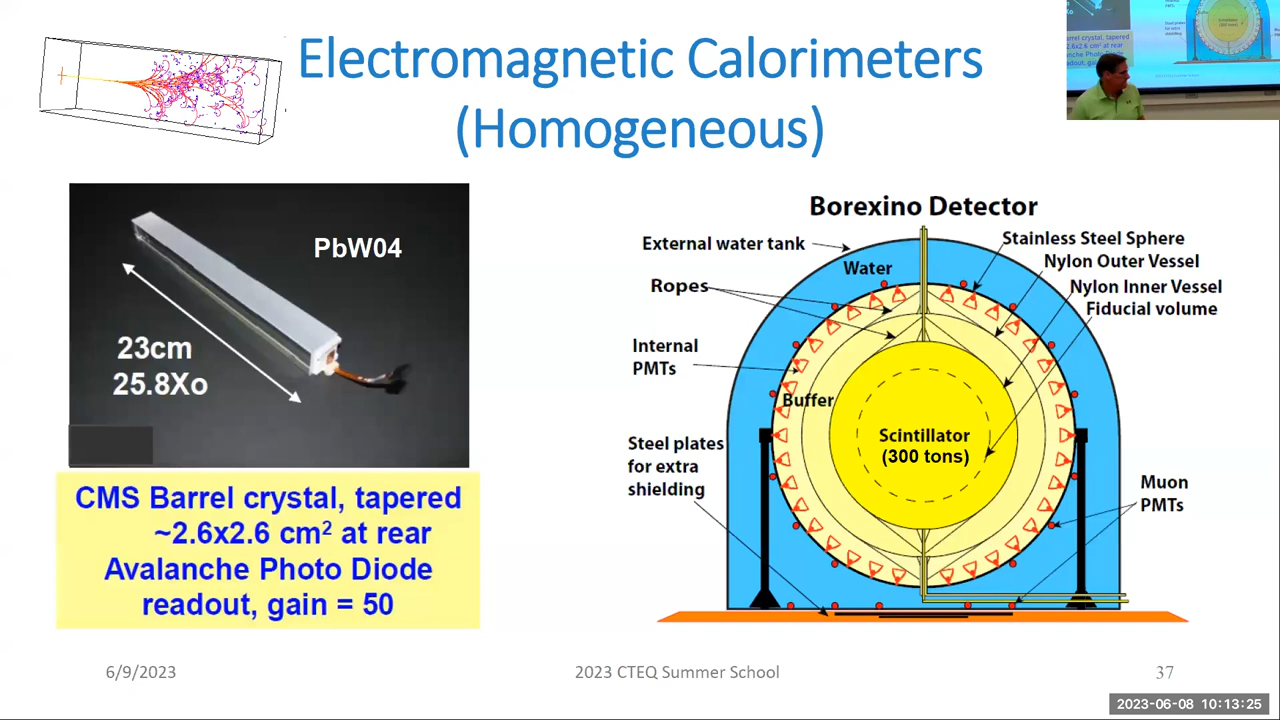 Electromagnetic Calorimeters
(Homogeneous)
PbW04
23cm
25.8Xo
CMS Barrel crystal, tapered
~2.6x2.6 cm² at rear
Avalanche Photo Diode
readout, gain = 50
Borexino Detector
External water tank
Water
Ropes
Internal
PMTs
Buffer
Steel plates
for extra
shielding
Scintillator
(300 tons)
Stainless Steel Sphere
Nylon Outer Vessel
Nylon Inner Vessel
Fiducial volume
Muon
PMTs
6/9/2023
2023 CTEQ Summer School
37
2023-06-08 10:13:25